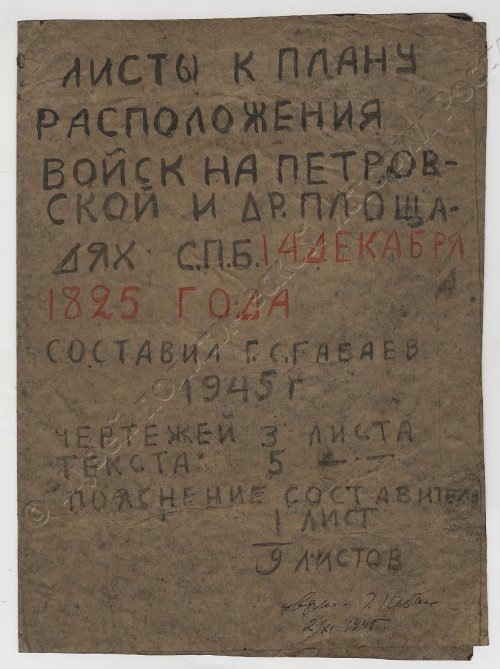 ЛИСТЫ К ПЛАНУ
РАСПОЛОЖЕНИЯ
ВОЙСК НА ПЕТРОВ-
СКОЙ И ДР. ПЛОЩА-
ДЯХ С.П.Б. 14 ДЕКАБРЯ
1825 ГОДА
СОСТАВИЛ Г.С. ГАБАЕВ
1945 г
ЧЕРТЕЖЕЙ 3 ЛИСТА
ТЕКСТА 5 — · —
ПОЯСНЕНИЕ СОСТАВИТЕЛ
1 ЛИСТ
9 ЛИСТОВ
2/XI 1945